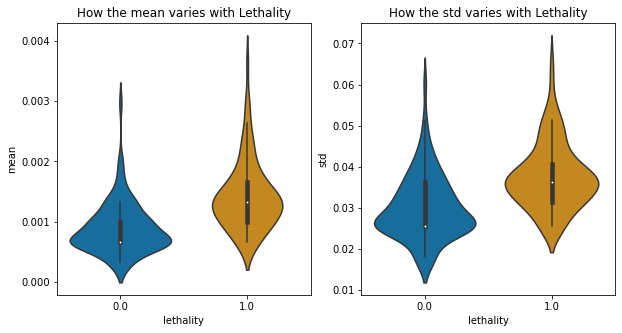 How the mean varies with Lethality
mean
0.004
0.003
0.002
0.001
0.000
0.0
1.0
lethality
How the std varies with Lethality
std
0.07
0.06
0.05
0.04
0.03
0.02
0.01
0.0
1.0
lethality